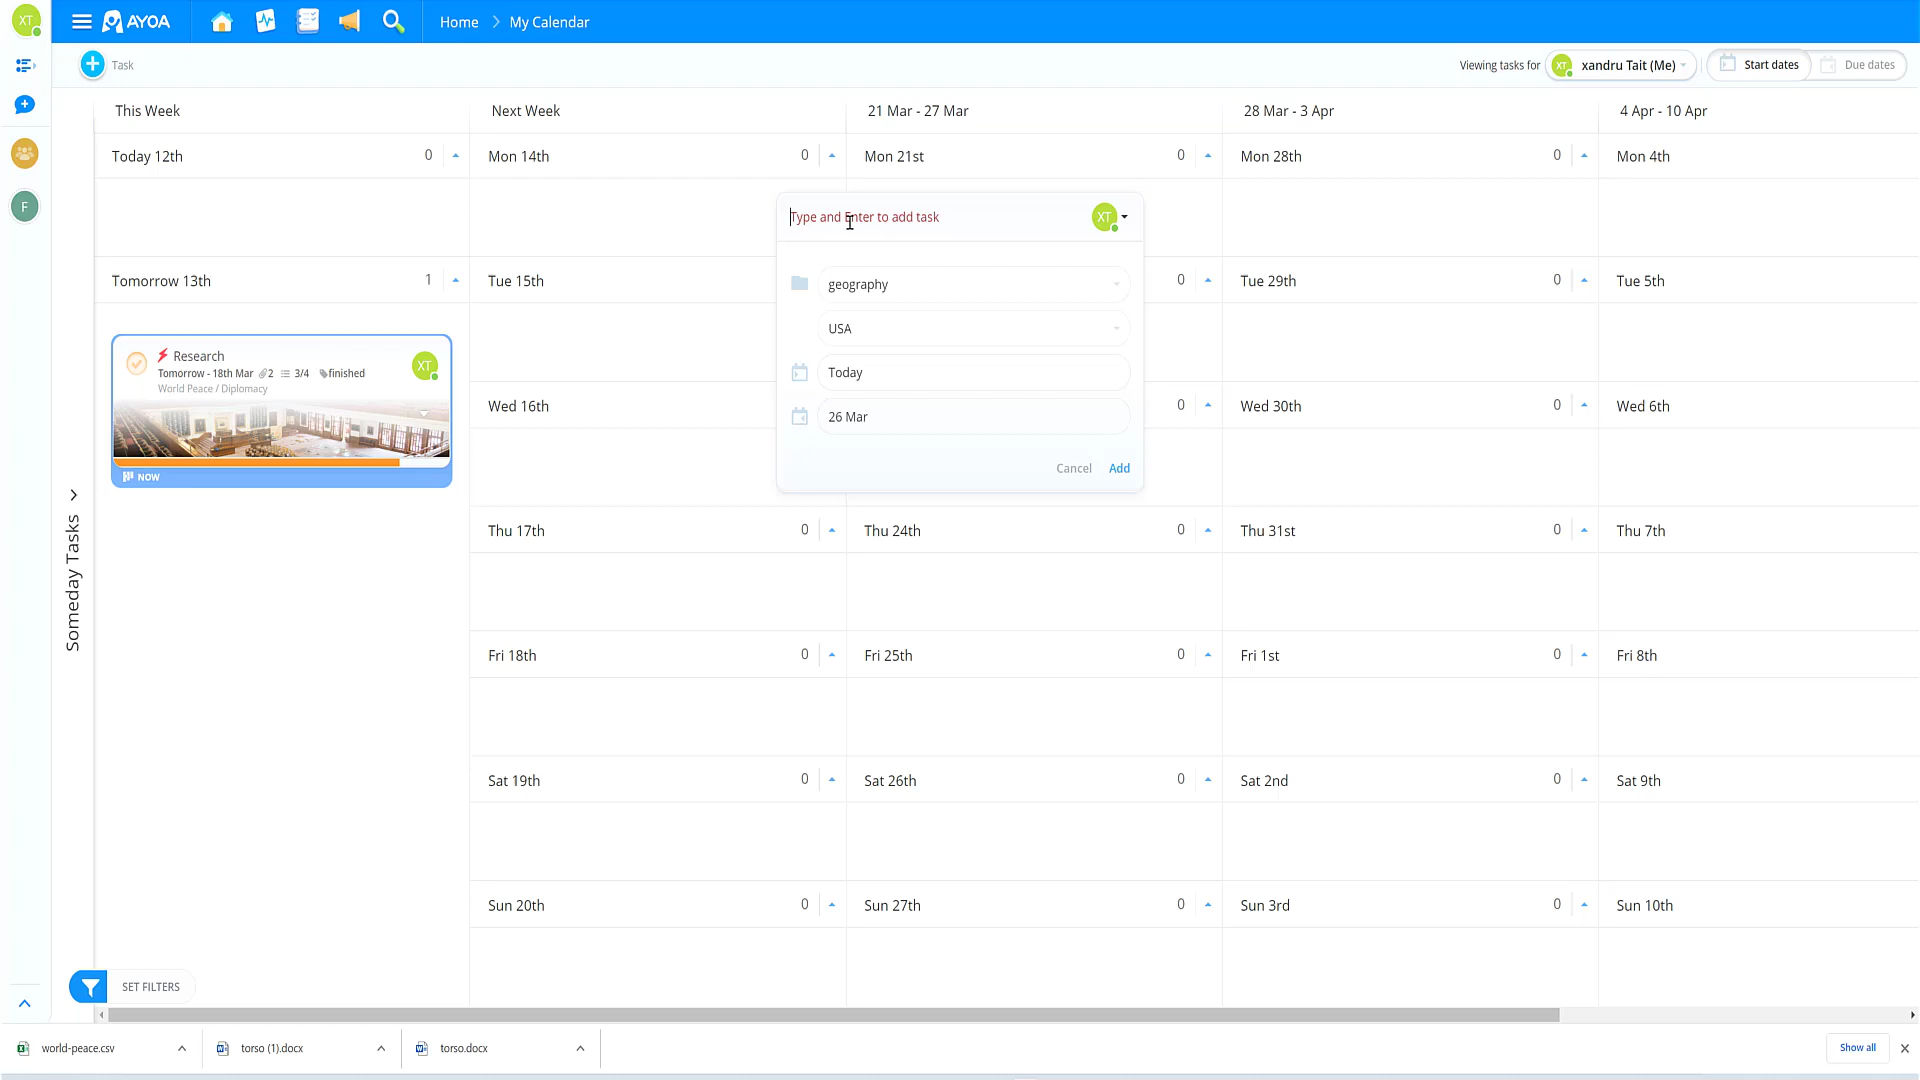 XT
AYOA
Home
My Calendar
Task
Viewing tasks for
XT
xandru Tait (Me)
Start dates
Due dates
F
This Week
Next Week
21 Mar - 27 Mar
28 Mar - 3 Apr
4 Apr - 10 Apr
Today 12th
0
Mon 14th
0
Mon 21st
0
Mon 28th
0
Mon 4th
Type and Enter to add task
XT
geography
USA
Today
26 Mar
Cancel
Add
Tomorrow 13th
1
Tue 15th
0
Tue 29th
0
Tue 5th
Research
Tomorrow - 18th Mar
2
3/4
finished
World Peace / Diplomacy
XT
NOW
Wed 16th
0
Wed 30th
0
Wed 6th
Someday Tasks
Thu 17th
0
Thu 24th
0
Thu 31st
0
Thu 7th
Fri 18th
0
Fri 25th
0
Fri 1st
0
Fri 8th
Sat 19th
0
Sat 26th
0
Sat 2nd
0
Sat 9th
Sun 20th
0
Sun 27th
0
Sun 3rd
0
Sun 10th
SET FILTERS
world-peace.csv
torso (1).docx
torso.docx
Show all